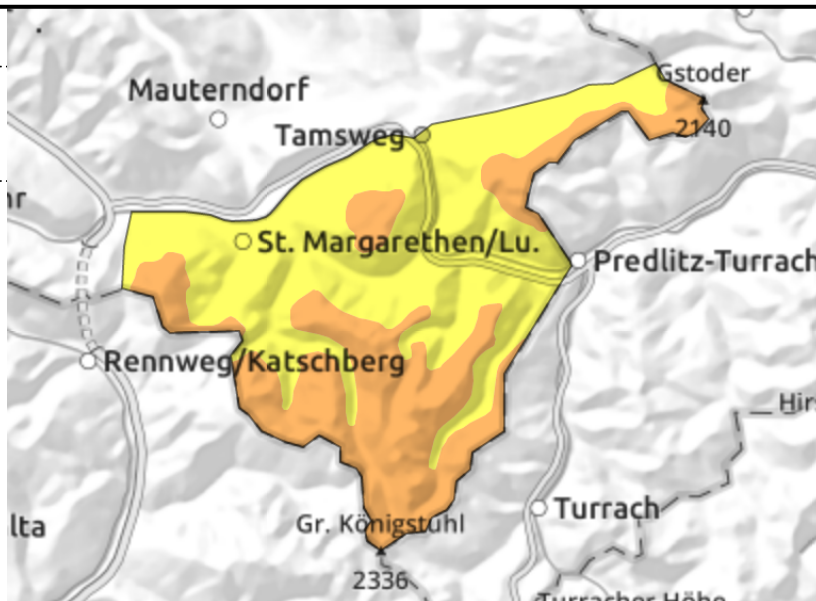 Gstoder
2140
Mauterndorf
Tamsweg
St. Margarethen/Lu.
Predlitz-Turrach
Rennweg/Katschberg
Gr. Königstuhl
2336
Turrach